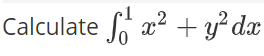 Calculate ∫₀¹ x² + y² dx